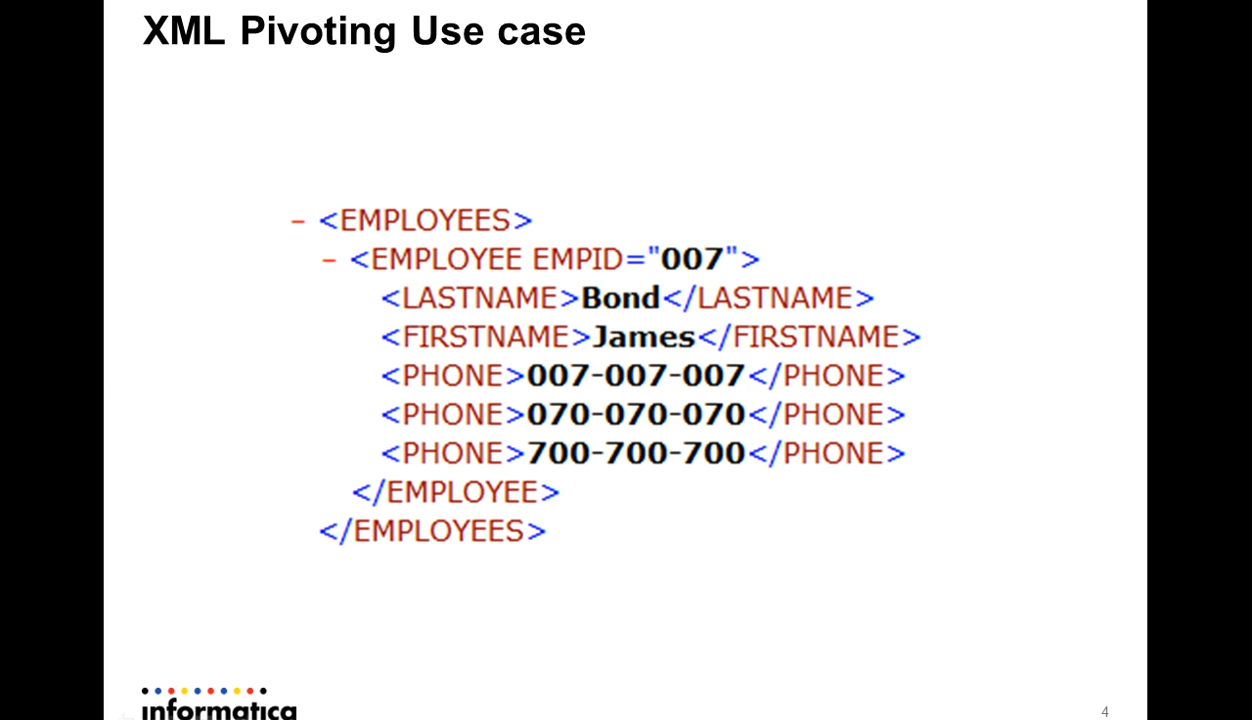 XML Pivoting Use case
- <EMPLOYEES>
- <EMPLOYEE EMPID="007">
<LASTNAME>Bond</LASTNAME>
<FIRSTNAME>James</FIRSTNAME>
<PHONE>007-007-007</PHONE>
<PHONE>070-070-070</PHONE>
<PHONE>700-700-700</PHONE>
</EMPLOYEE>
</EMPLOYEES>
informatica
4